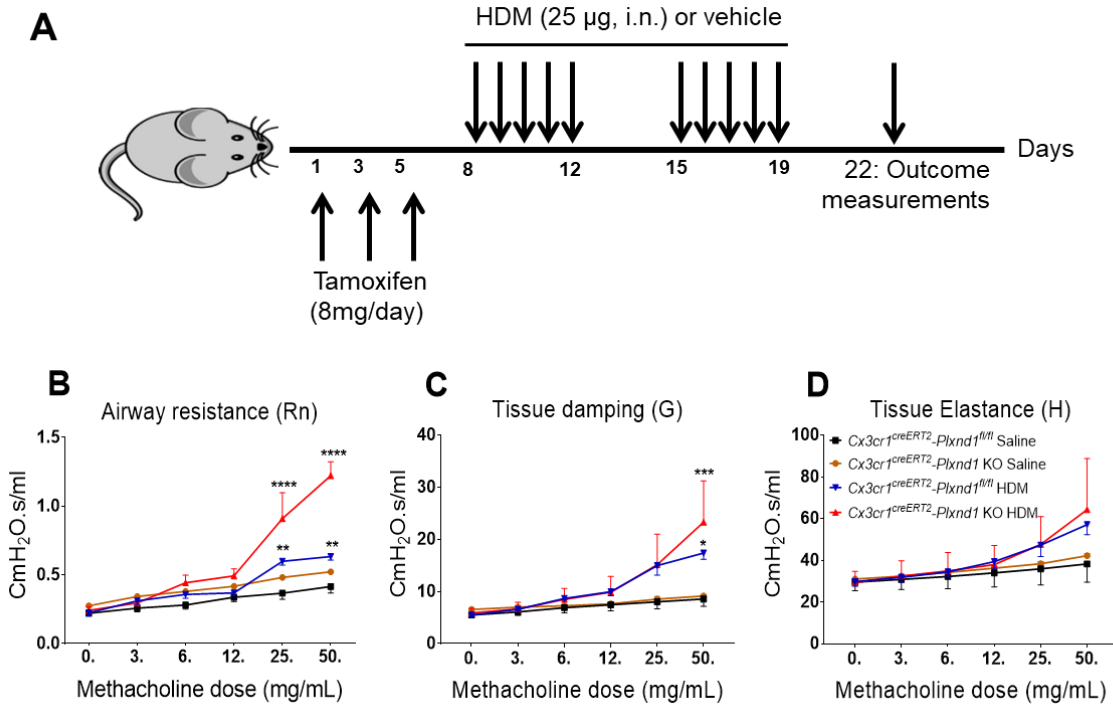 A
HDM (25 µg, i.n.) or vehicle
Days
1 3 5 8 12 15 19
22: Outcome
measurements
Tamoxifen
(8mg/day)
B
Airway resistance (Rn)
CmH₂O.s/ml
1.5
1.0
0.5
0.0
****
****
**
**
0. 3. 6. 12. 25. 50.
Methacholine dose (mg/mL)
C
Tissue damping (G)
CmH₂O.s/ml
40
30
20
10
0
***
*
0. 3. 6. 12. 25. 50.
Methacholine dose (mg/mL)
D
Tissue Elastance (H)
CmH₂O.s/ml
100
80
60
40
20
0
Cx3cr1creERT2-Plxnd1fl/fl Saline
Cx3cr1creERT2-Plxnd1 KO Saline
Cx3cr1creERT2-Plxnd1fl/fl HDM
Cx3cr1creERT2-Plxnd1 KO HDM
0. 3. 6. 12. 25. 50.
Methacholine dose (mg/mL)